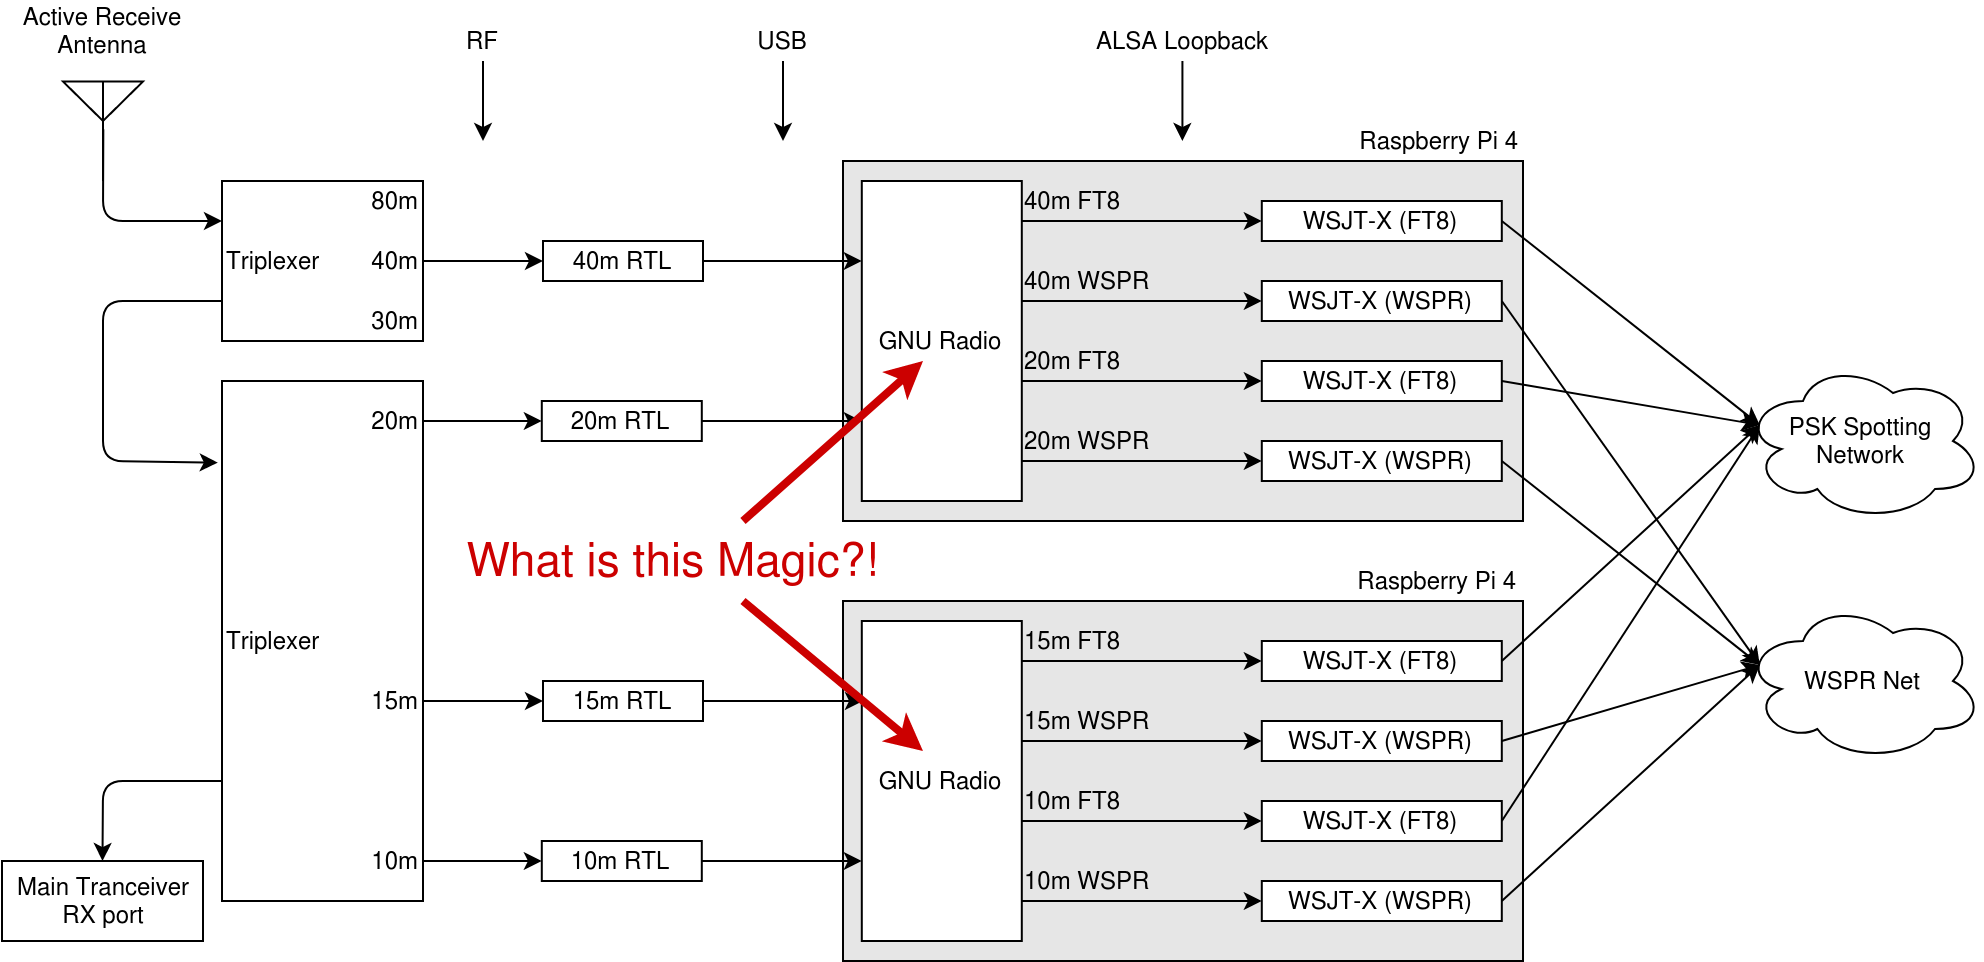 Active Receive
Antenna
RF
USB
ALSA Loopback
Raspberry Pi 4
Triplexer
80m
40m
30m
40m RTL
GNU Radio
40m FT8
WSJT-X (FT8)
40m WSPR
WSJT-X (WSPR)
20m FT8
WSJT-X (FT8)
20m WSPR
WSJT-X (WSPR)
PSK Spotting
Network
20m
20m RTL
What is this Magic?!
Raspberry Pi 4
Triplexer
15m
10m
15m RTL
10m RTL
GNU Radio
15m FT8
WSJT-X (FT8)
15m WSPR
WSJT-X (WSPR)
10m FT8
WSJT-X (FT8)
10m WSPR
WSJT-X (WSPR)
WSPR Net
Main Tranceiver
RX port